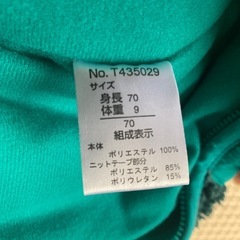 No. T435029
サイズ
身長 70
体重 9
70
組成表示
本体
ポリエステル 100%
ニットテープ部分
ポリエステル 85%
ポリウレタン 15%